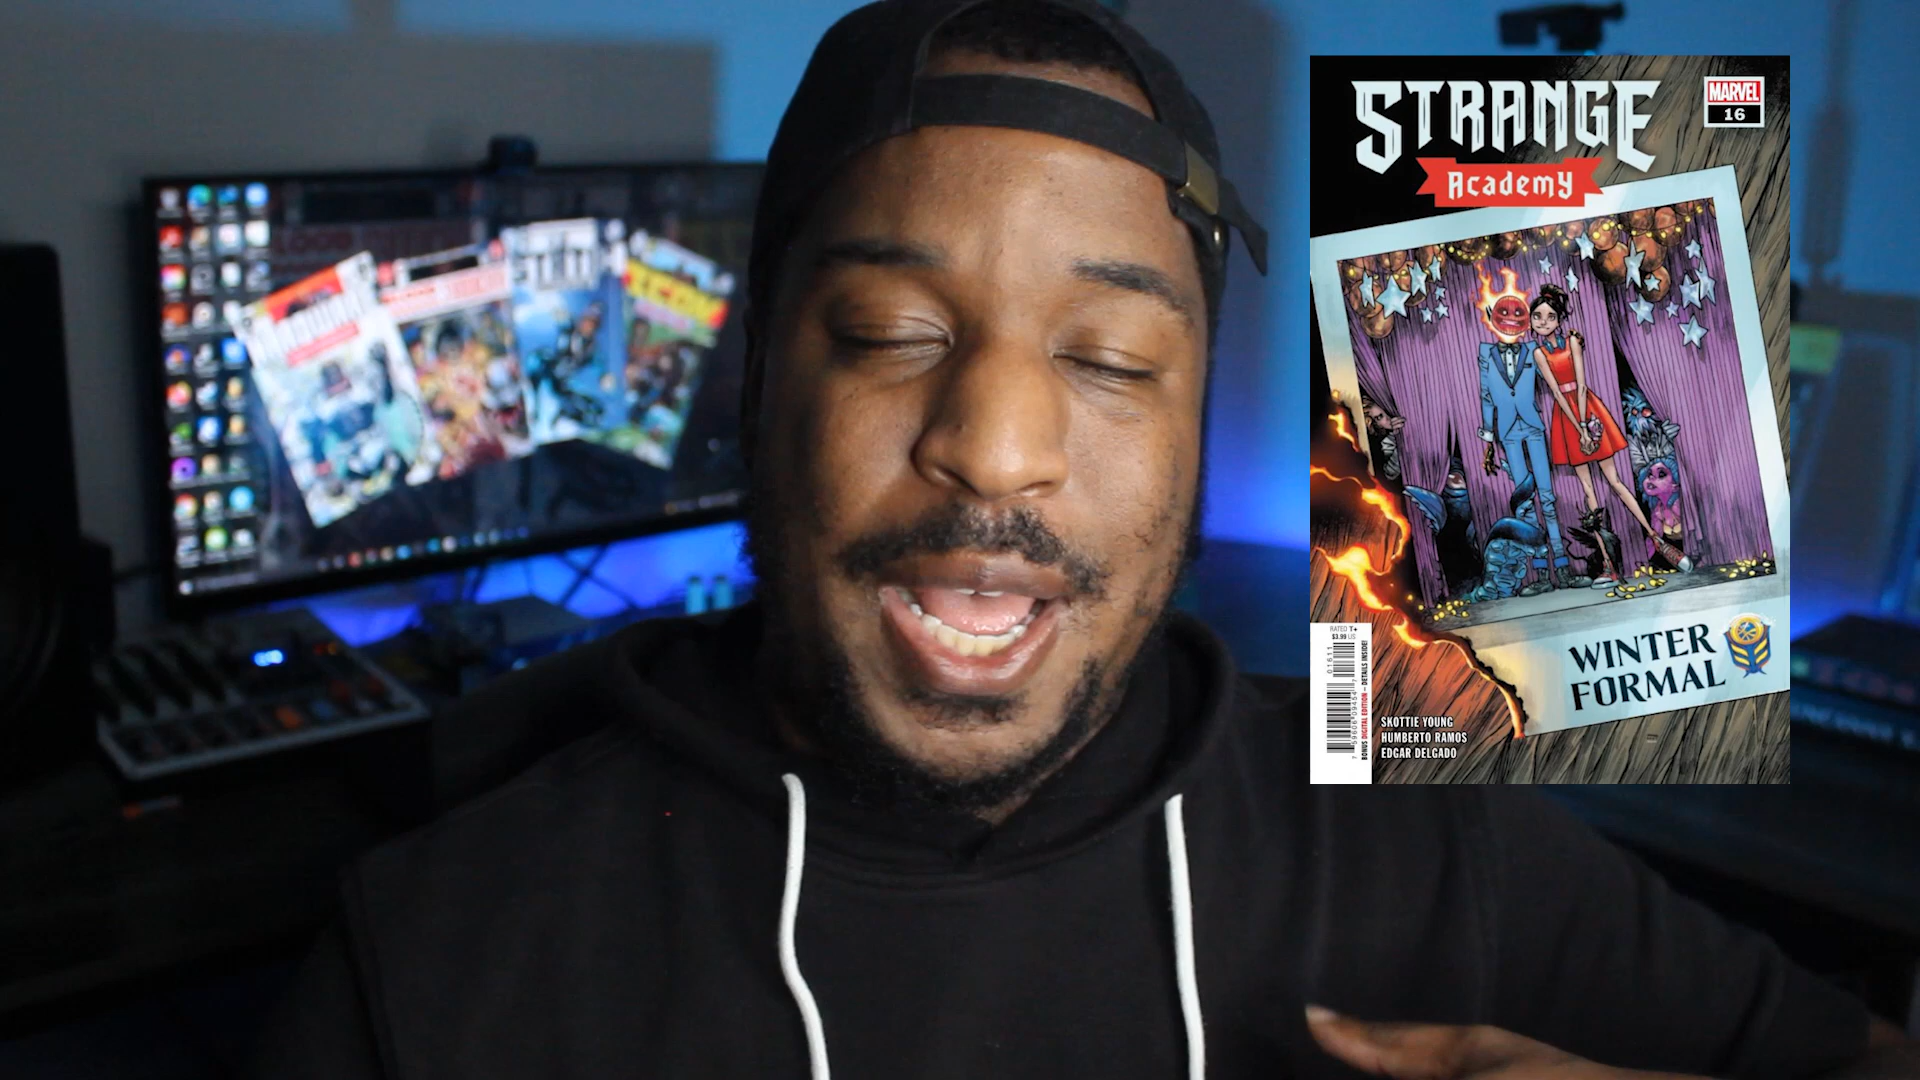 STRANGE
Academy
MARVEL
16
WINTER
FORMAL
RATED T+
$3.99 US
01611
BONUS DIGITAL EDITION – DETAILS INSIDE!
SKOTTIE YOUNG
HUMBERTO RAMOS
EDGAR DELGADO